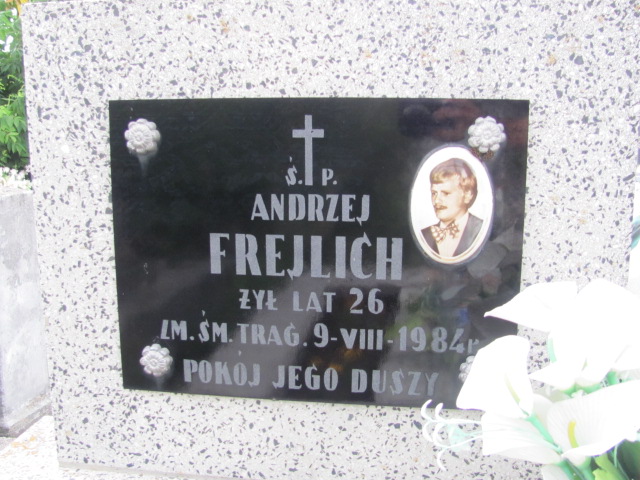 Ś. P.
ANDRZEJ
FREJLICH
ŻYŁ LAT 26
ZM. ŚM. TRAG. 9-VIII-1984 r.
POKÓJ JEGO DUSZY